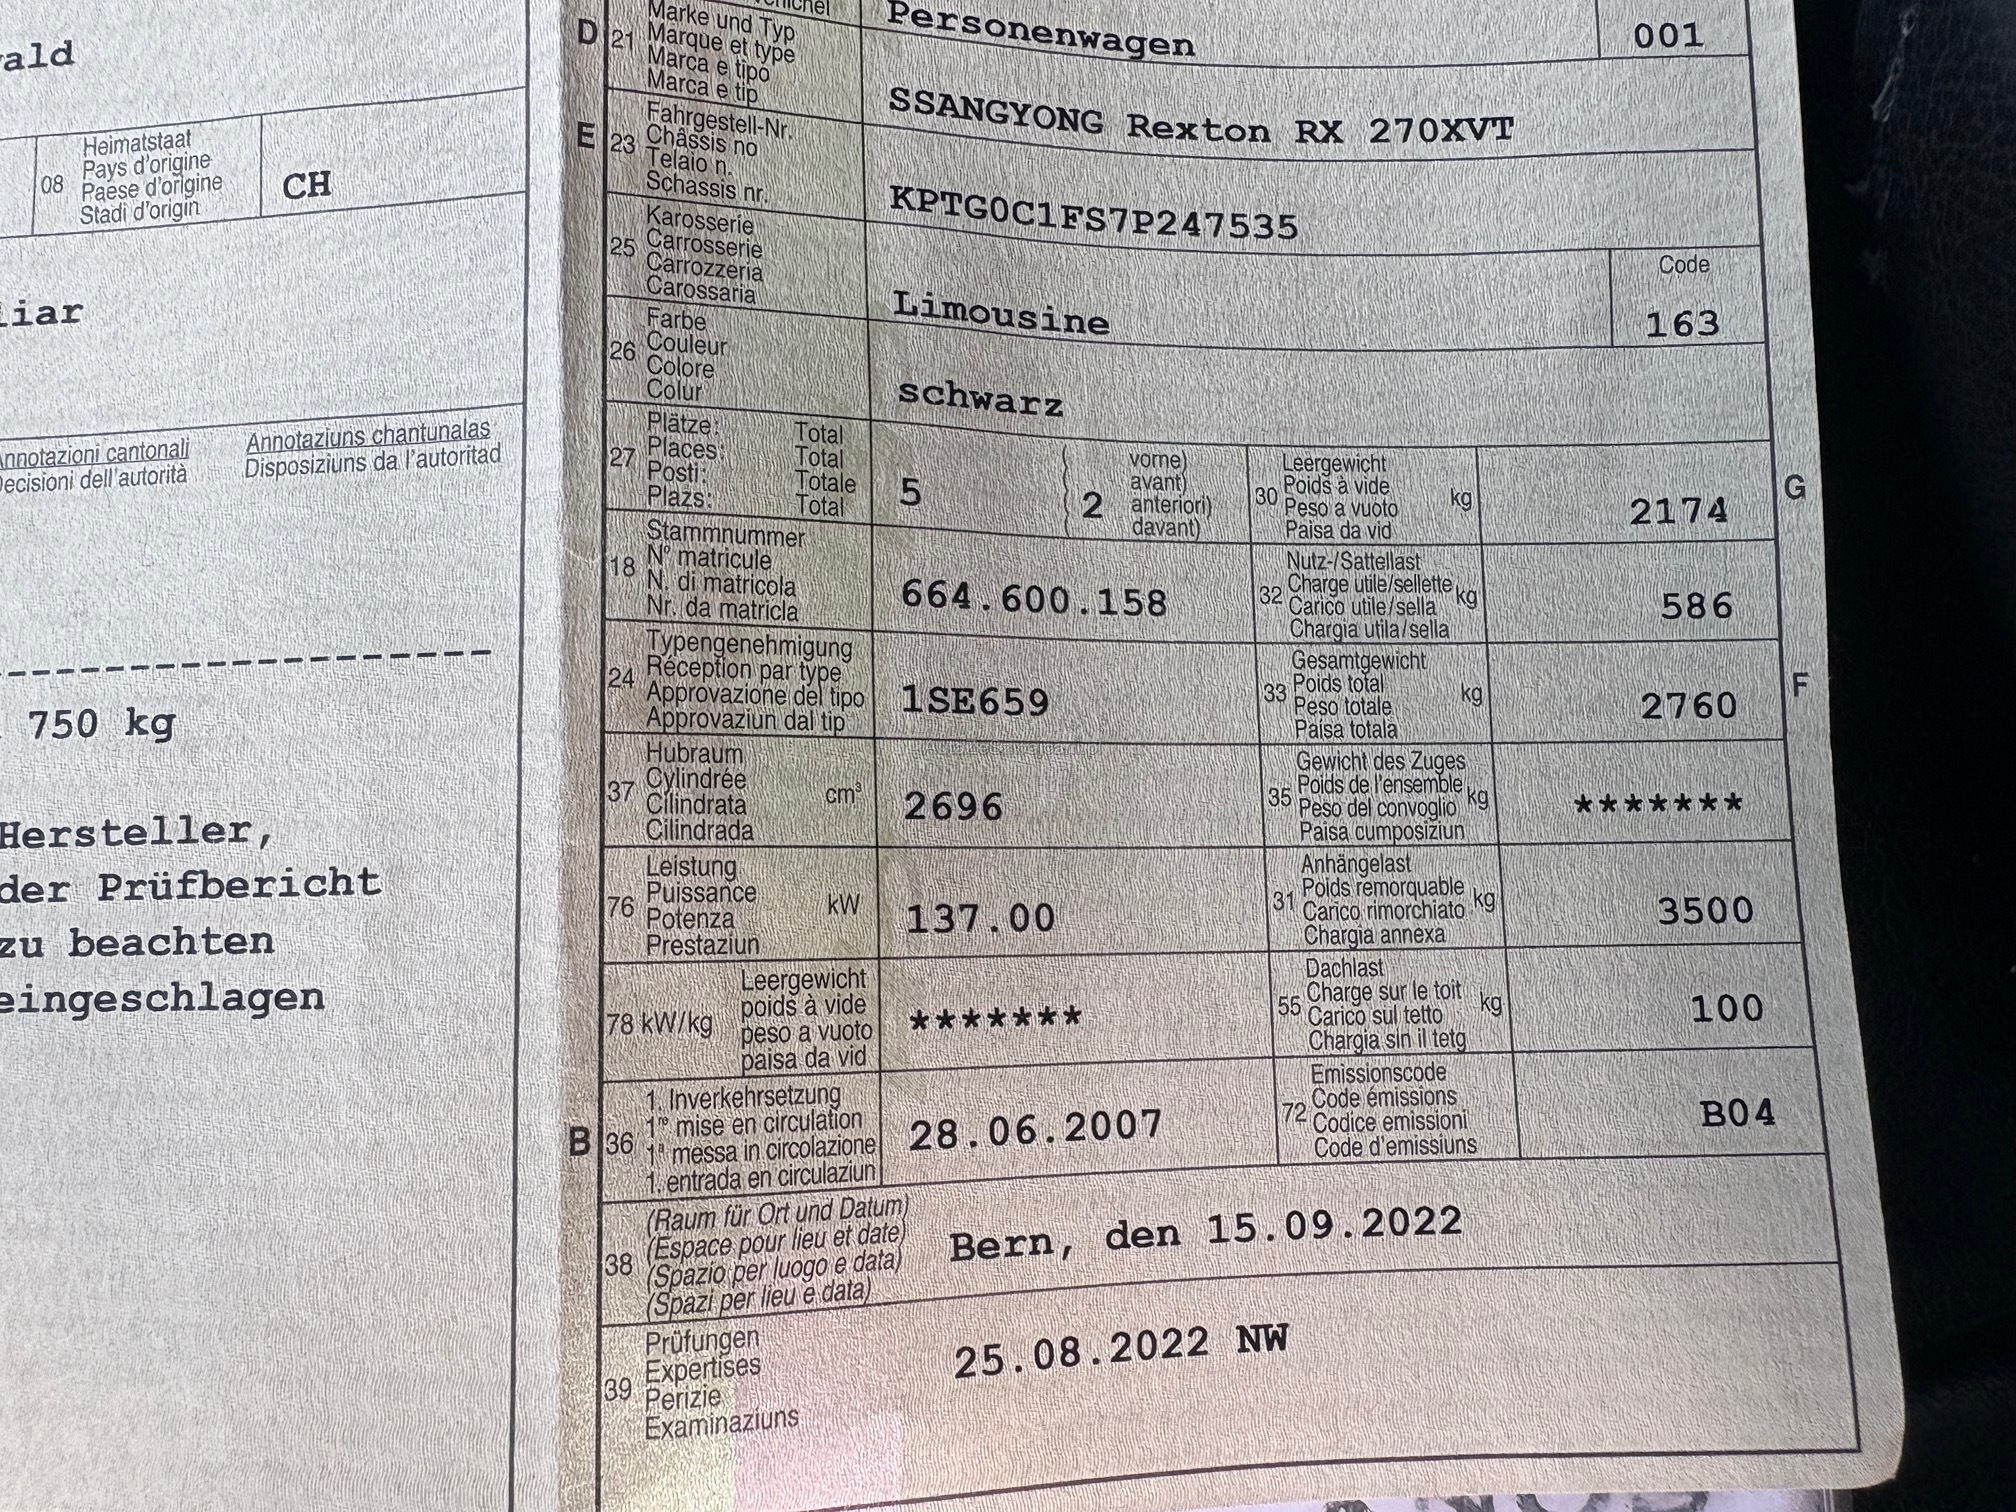 Heimatstaat
Pays d'origine
08 Paese d'origine
Stadi d'origin
CH
Annotaziuns chantunalas
Disposiziuns da l'autoritad
750 kg
Hersteller,
der Prüfbericht
zu beachten
eingeschlagen
Personenwagen
001
D
21
Marke und Typ
Marque et type
Marca e tipo
Marca e tip
SSANGYONG Rexton RX 270XVT
E
23
Fahrgestell-Nr.
Châssis no
Telaio n.
Schassis nr.
KPTG0C1FS7P247535
25
Karosserie
Carrosserie
Carrozzeria
Carossaria
Limousine
Code
163
26
Farbe
Couleur
Colore
Colur
schwarz
27
Plätze: Total
Places: Total
Posti: Totale
Plazs: Total
5
( 2 vorne)
( avant)
( anteriori)
( davant)
30
Leergewicht
Poids à vide
Peso a vuoto
Paisa da vid
kg
2174
G
18
Stammnummer
N° matricule
N. di matricola
Nr. da matricla
664.600.158
32
Nutz-/Sattellast
Charge utile/sellette
Carico utile/sella
Chargia utila/sella
kg
586
24
Typengenehmigung
Réception par type
Approvazione del tipo
Approvaziun dal tip
1SE659
33
Gesamtgewicht
Poids total
Peso totale
Paisa totala
kg
2760
F
37
Hubraum
Cylindrée
Cilindrata
Cilindrada
cm³
2696
35
Gewicht des Zuges
Poids de l'ensemble
Peso del convoglio
Paisa cumposiziun
kg
*******
76
Leistung
Puissance
Potenza
Prestaziun
kW
137.00
31
Anhängelast
Poids remorquable
Carico rimorchiato
Chargia annexa
kg
3500
78 kW/kg
Leergewicht
poids à vide
peso a vuoto
paisa da vid
*******
55
Dachlast
Charge sur le toit
Carico sul tetto
Chargia sin il tetg
kg
100
B
36
1. Inverkehrsetzung
1re mise en circulation
1a messa in circolazione
1. entrada en circulaziun
28.06.2007
72
Emissionscode
Code émissions
Codice emissioni
Code d'emissiuns
B04
38
(Raum für Ort und Datum)
(Espace pour lieu et date)
(Spazio per luogo e data)
(Spazi per lieu e data)
Bern, den 15.09.2022
39
Prüfungen
Expertises
Perizie
Examinaziuns
25.08.2022 NW